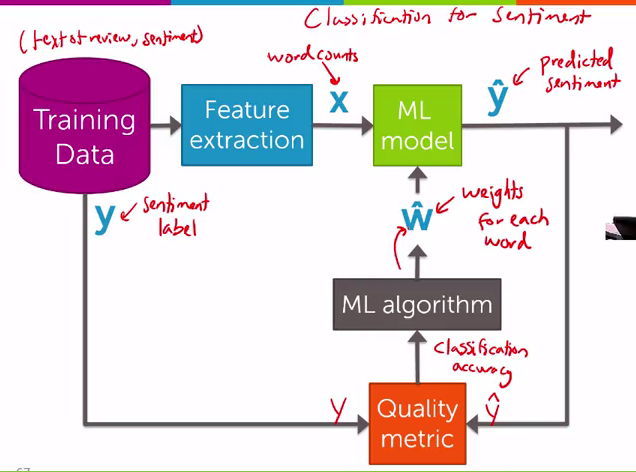 Classification for Sentiment
(text of review, sentiment)
word counts
x
ŷ
predicted
sentiment
Training
Data
Feature
extraction
ML
model
y
sentiment
label
ŵ
weights
for each
word
ML algorithm
Classification
accuracy
y
Quality
metric
ŷ